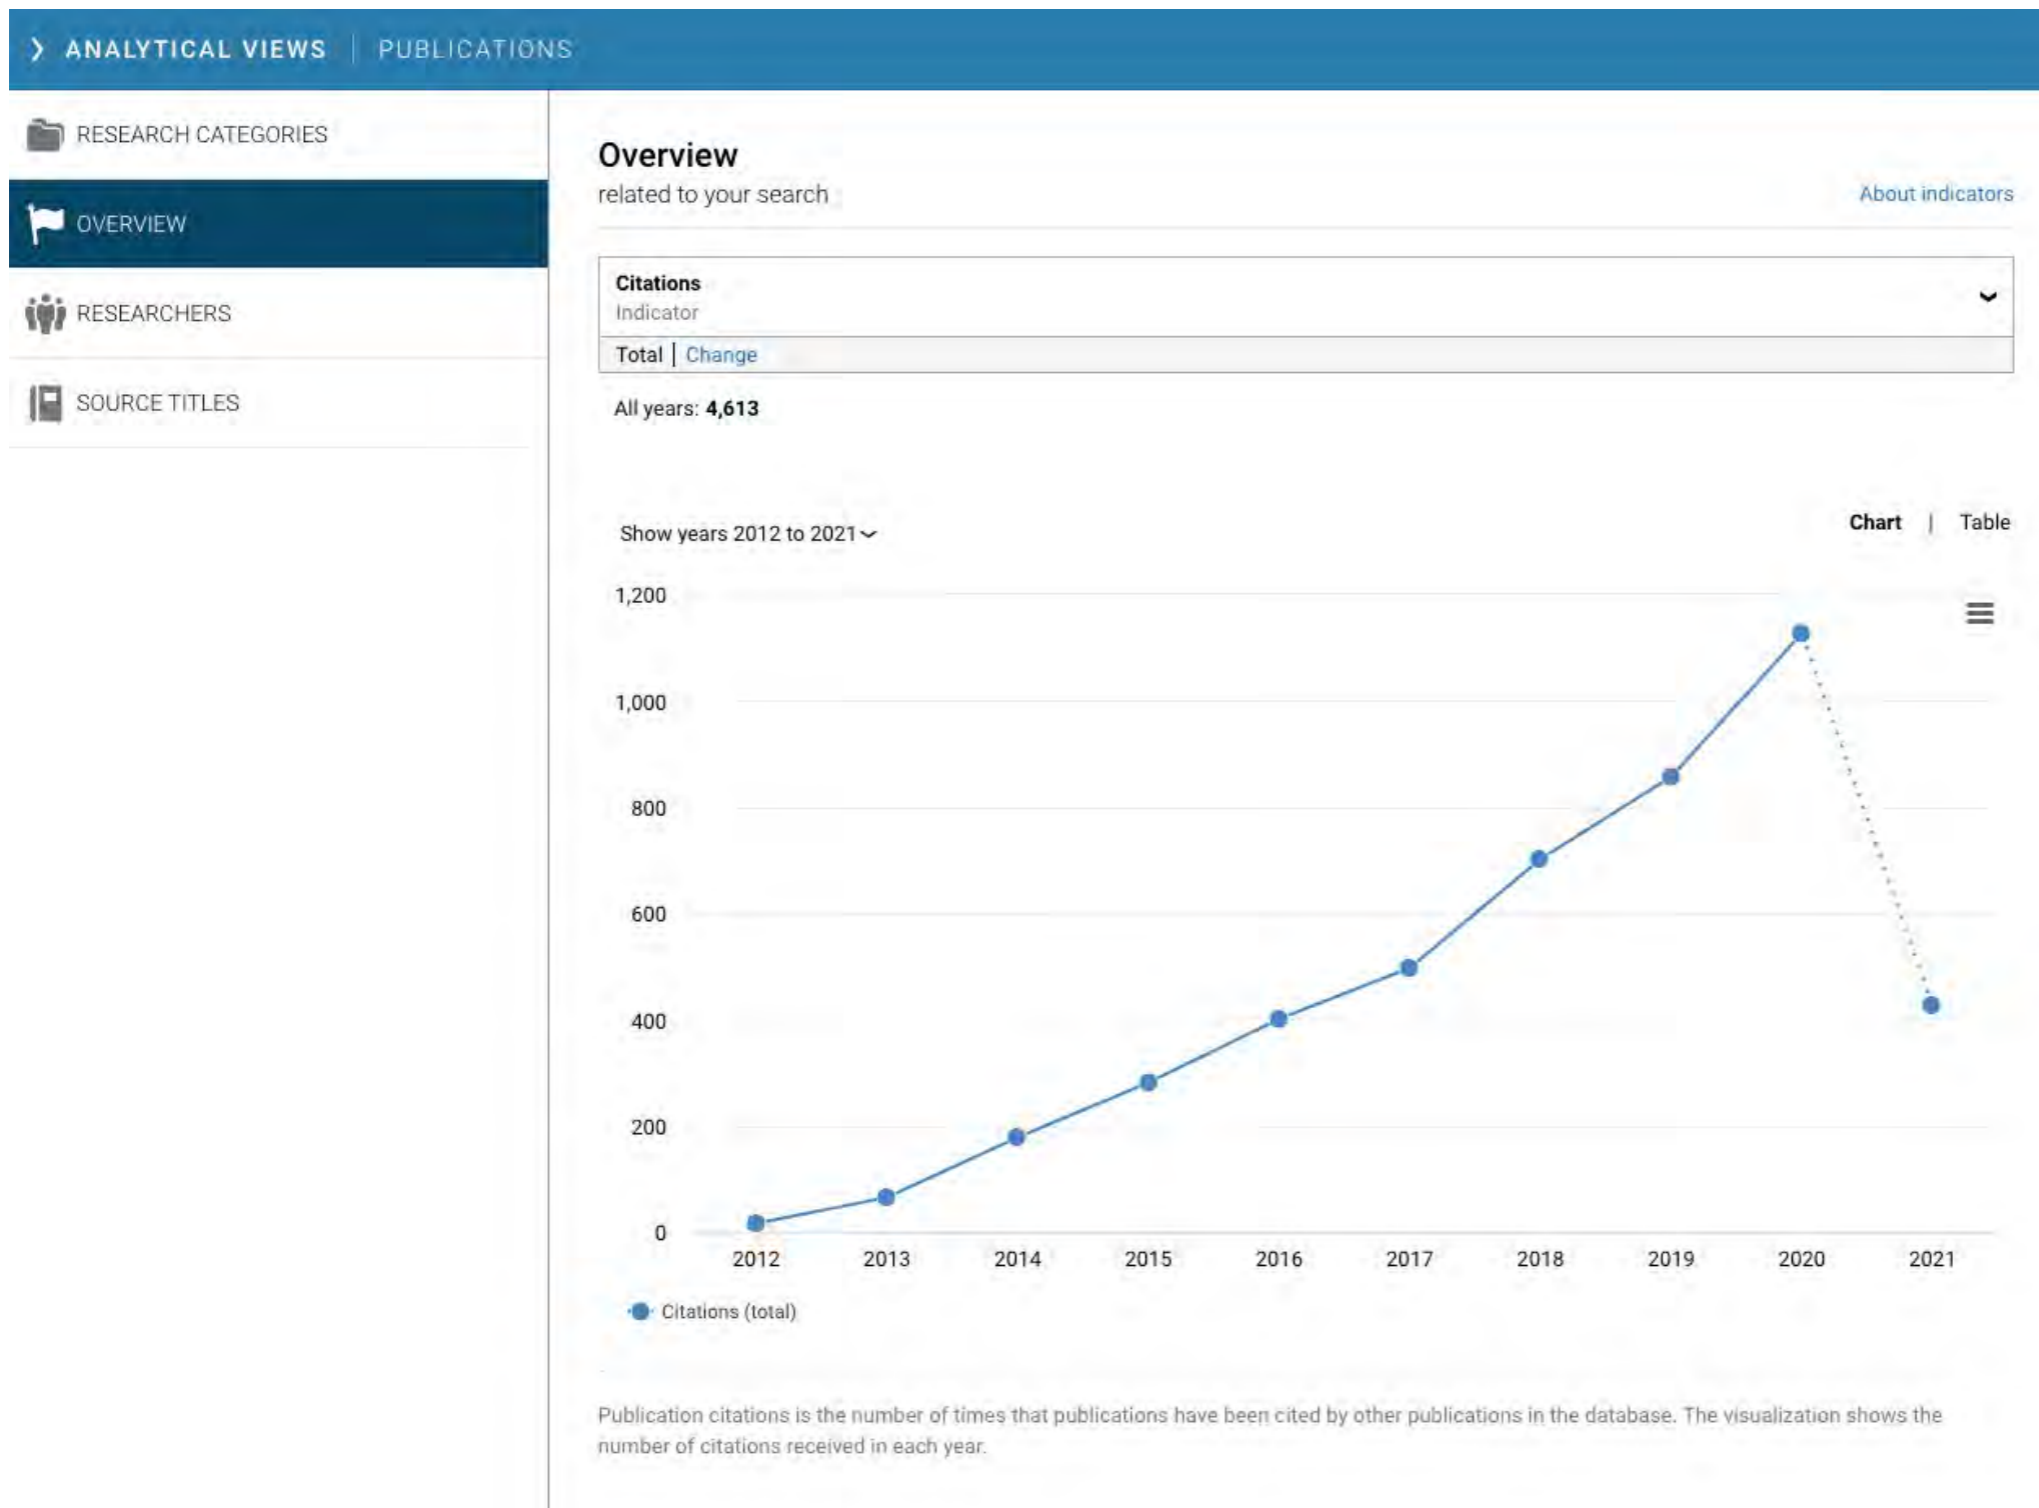 ANALYTICAL VIEWS | PUBLICATIONS
RESEARCH CATEGORIES
OVERVIEW
RESEARCHERS
SOURCE TITLES
Overview
related to your search
About indicators
Citations
Indicator
Total | Change
All years: 4,613
Show years 2012 to 2021
Chart | Table
1,200
1,000
800
600
400
200
0
2012 2013 2014 2015 2016 2017 2018 2019 2020 2021
Citations (total)
Publication citations is the number of times that publications have been cited by other publications in the database. The visualization shows the
number of citations received in each year.